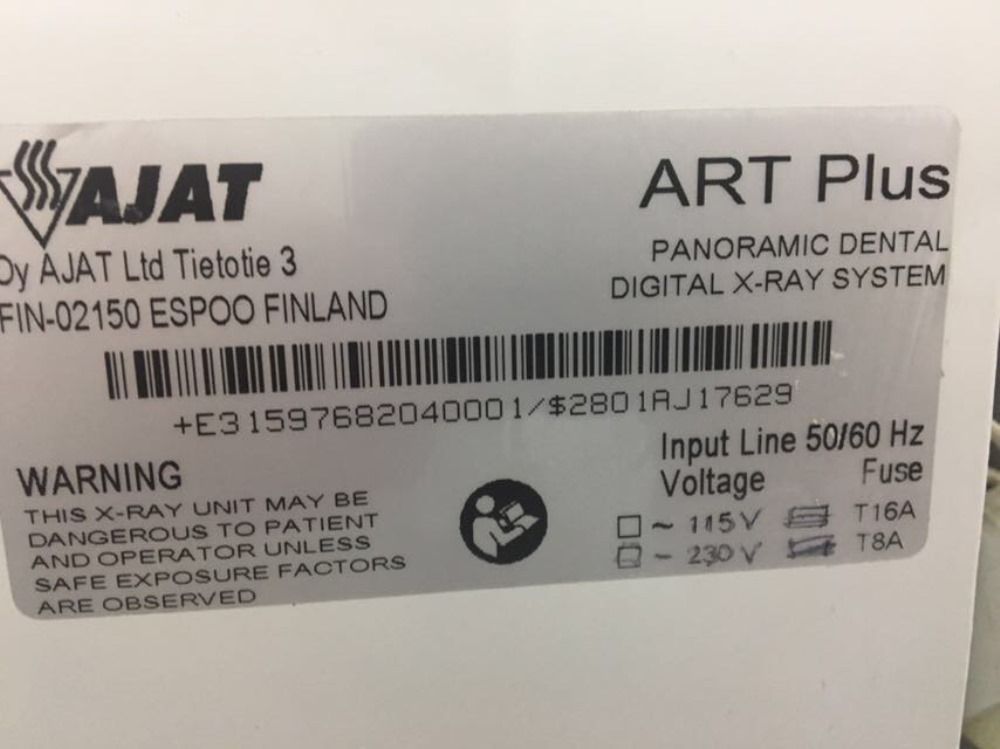 AJAT
Oy AJAT Ltd Tietotie 3
FIN-02150 ESPOO FINLAND
ART Plus
PANORAMIC DENTAL
DIGITAL X-RAY SYSTEM
+E31597682040001/$2801AJ17629
WARNING
THIS X-RAY UNIT MAY BE
DANGEROUS TO PATIENT
AND OPERATOR UNLESS
SAFE EXPOSURE FACTORS
ARE OBSERVED
Input Line 50/60 Hz
Voltage Fuse
~ 115V T16A
~ 230V T8A